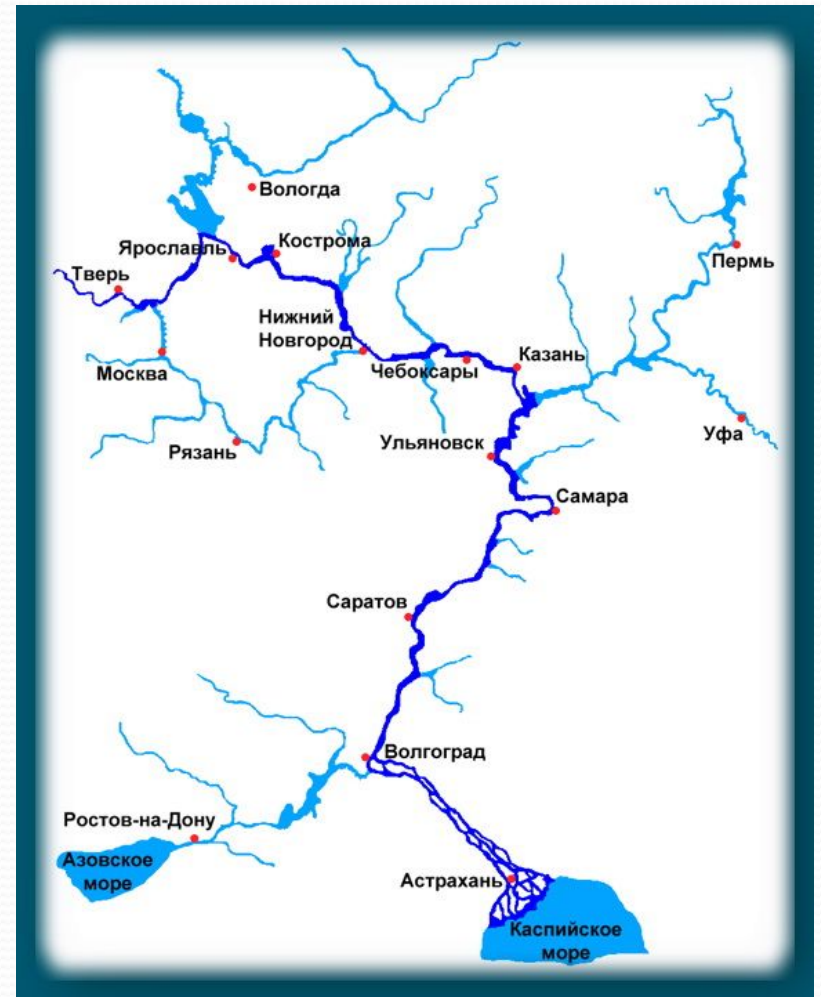 Вологда
Ярославль
Кострома
Тверь
Пермь
Нижний
Новгород
Казань
Москва
Чебоксары
Уфа
Рязань
Ульяновск
Самара
Саратов
Волгоград
Ростов-на-Дону
Азовское
море
Астрахань
Каспийское
море